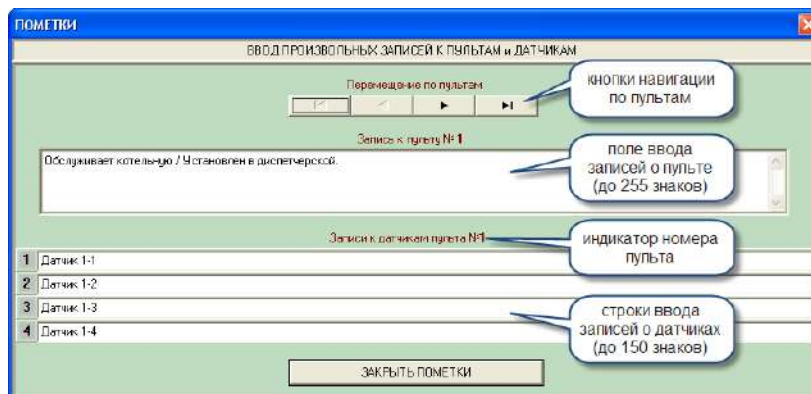 ПОМЕТКИ
ВВОД ПРОИЗВОЛЬНЫХ ЗАПИСЕЙ К ПУЛЬТАМ и ДАТЧИКАМ
Перемещение по пультам
кнопки навигации
по пультам
Запись к пульту № 1
Обслуживает котельную / Установлен в диспетчерской.
поле ввода
записей о пульте
(до 255 знаков)
Записи к датчикам пульта №1
индикатор номера
пульта
1 Датчик 1-1
2 Датчик 1-2
3 Датчик 1-3
4 Датчик 1-4
строки ввода
записей о датчиках
(до 150 знаков)
ЗАКРЫТЬ ПОМЕТКИ